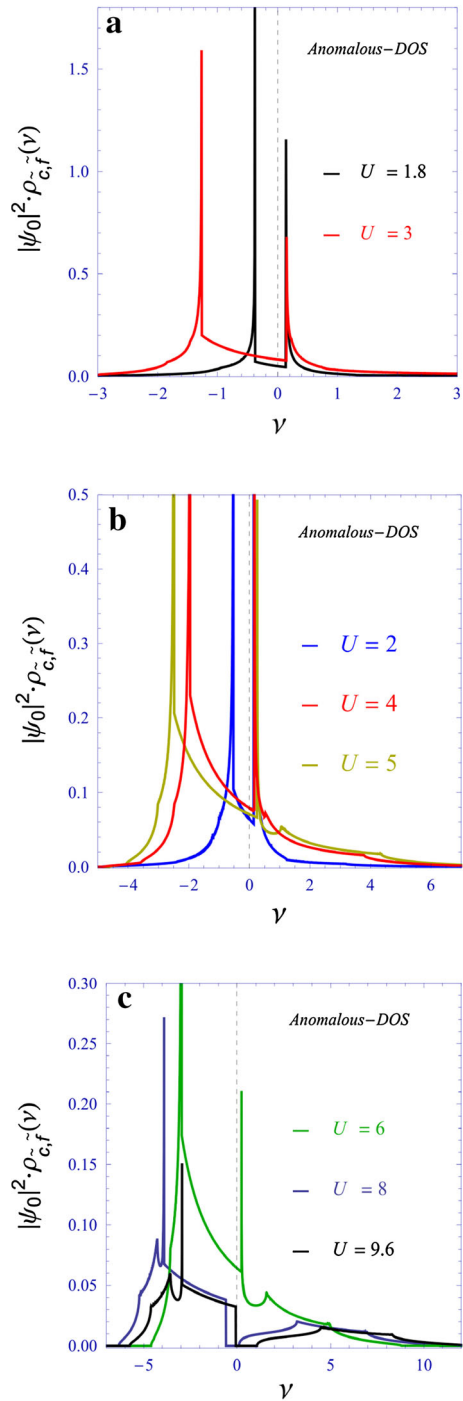 a
Anomalous−DOS
|ψ₀|²·ρ_c̃,f̃(ν)
1.5
1.0
0.5
0.0
U = 1.8
U = 3
−3 −2 −1 0 1 2 3
ν
b
Anomalous−DOS
|ψ₀|²·ρ_c̃,f̃(ν)
0.5
0.4
0.3
0.2
0.1
0.0
U = 2
U = 4
U = 5
−4 −2 0 2 4 6
ν
c
Anomalous−DOS
|ψ₀|²·ρ_c̃,f̃(ν)
0.30
0.25
0.20
0.15
0.10
0.05
0.00
U = 6
U = 8
U = 9.6
−5 0 5 10
ν